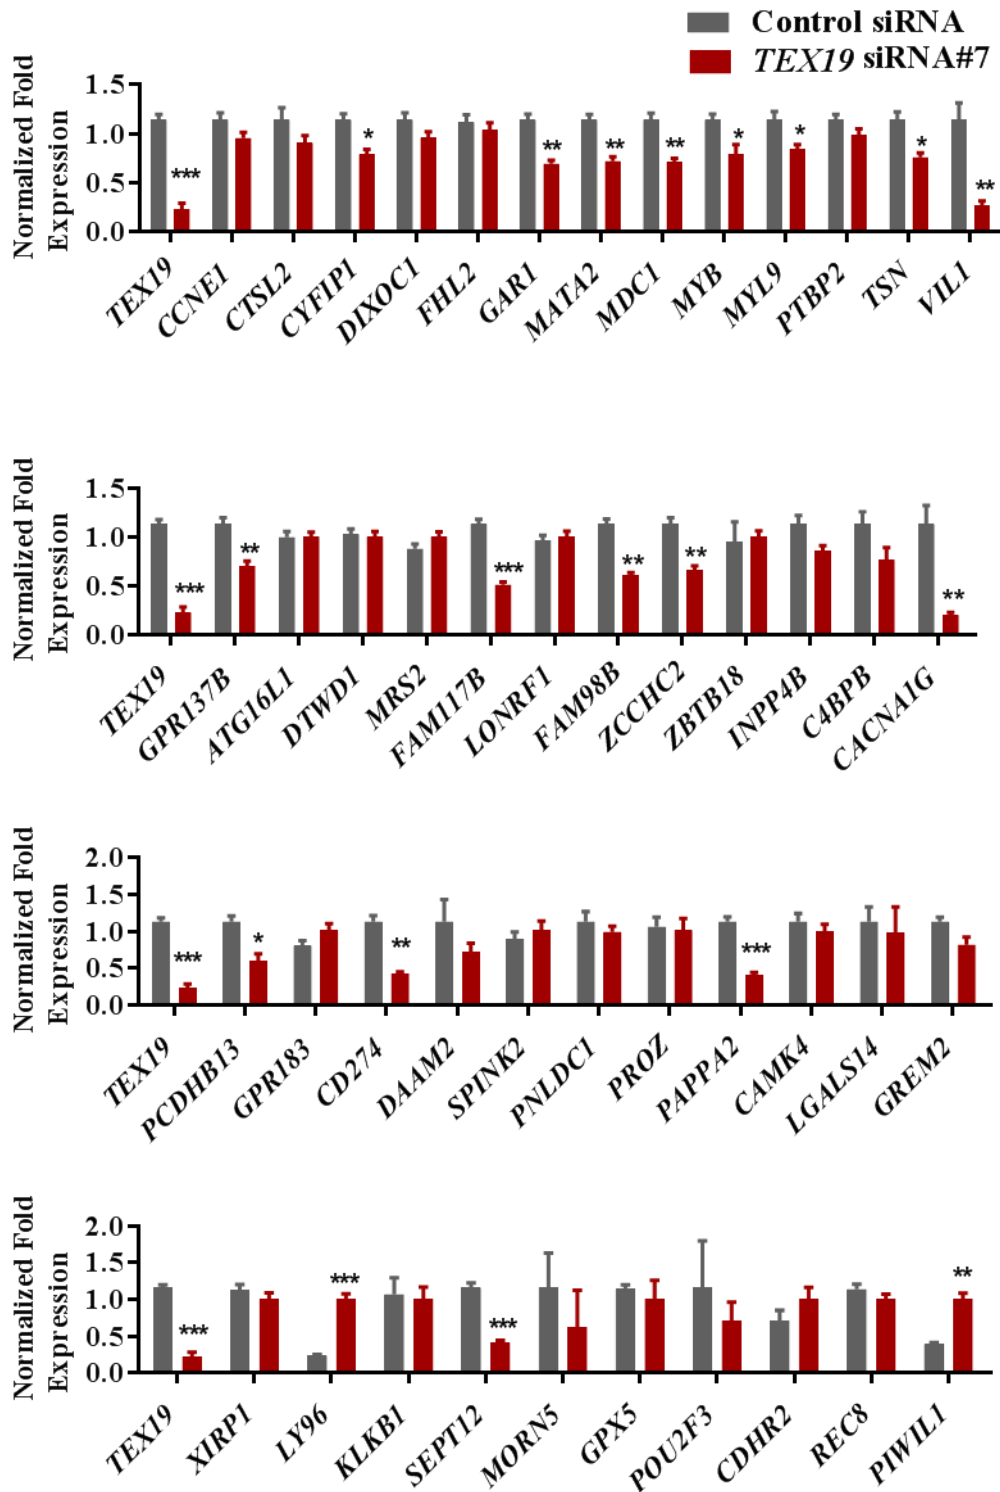 Control siRNA
TEX19 siRNA#7
Normalized Fold
Expression
1.5
1.0
0.5
0.0
***
*
**
**
**
*
*
*
**
TEX19 CCNE1 CTSL2 CYFIP1 DIXOC1 FHL2 GAR1 MATA2 MDC1 MYB MYL9 PTBP2 TSN VIL1
Normalized Fold
Expression
1.5
1.0
0.5
0.0
***
**
***
**
**
**
TEX19 GPR137B ATG16L1 DTWD1 MRS2 FAM117B LONRF1 FAM98B ZCCHC2 ZBTB18 INPP4B C4BPB CACNA1G
Normalized Fold
Expression
2.0
1.5
1.0
0.5
0.0
***
*
**
***
TEX19 PCDHB13 GPR183 CD274 DAAM2 SPINK2 PNLDC1 PROZ PAPPA2 CAMK4 LGALS14 GREM2
Normalized Fold
Expression
2.0
1.5
1.0
0.5
0.0
***
***
***
**
TEX19 XIRP1 LY96 KLKB1 SEPT12 MORN5 GPX5 POU2F3 CDHR2 REC8 PIWIL1